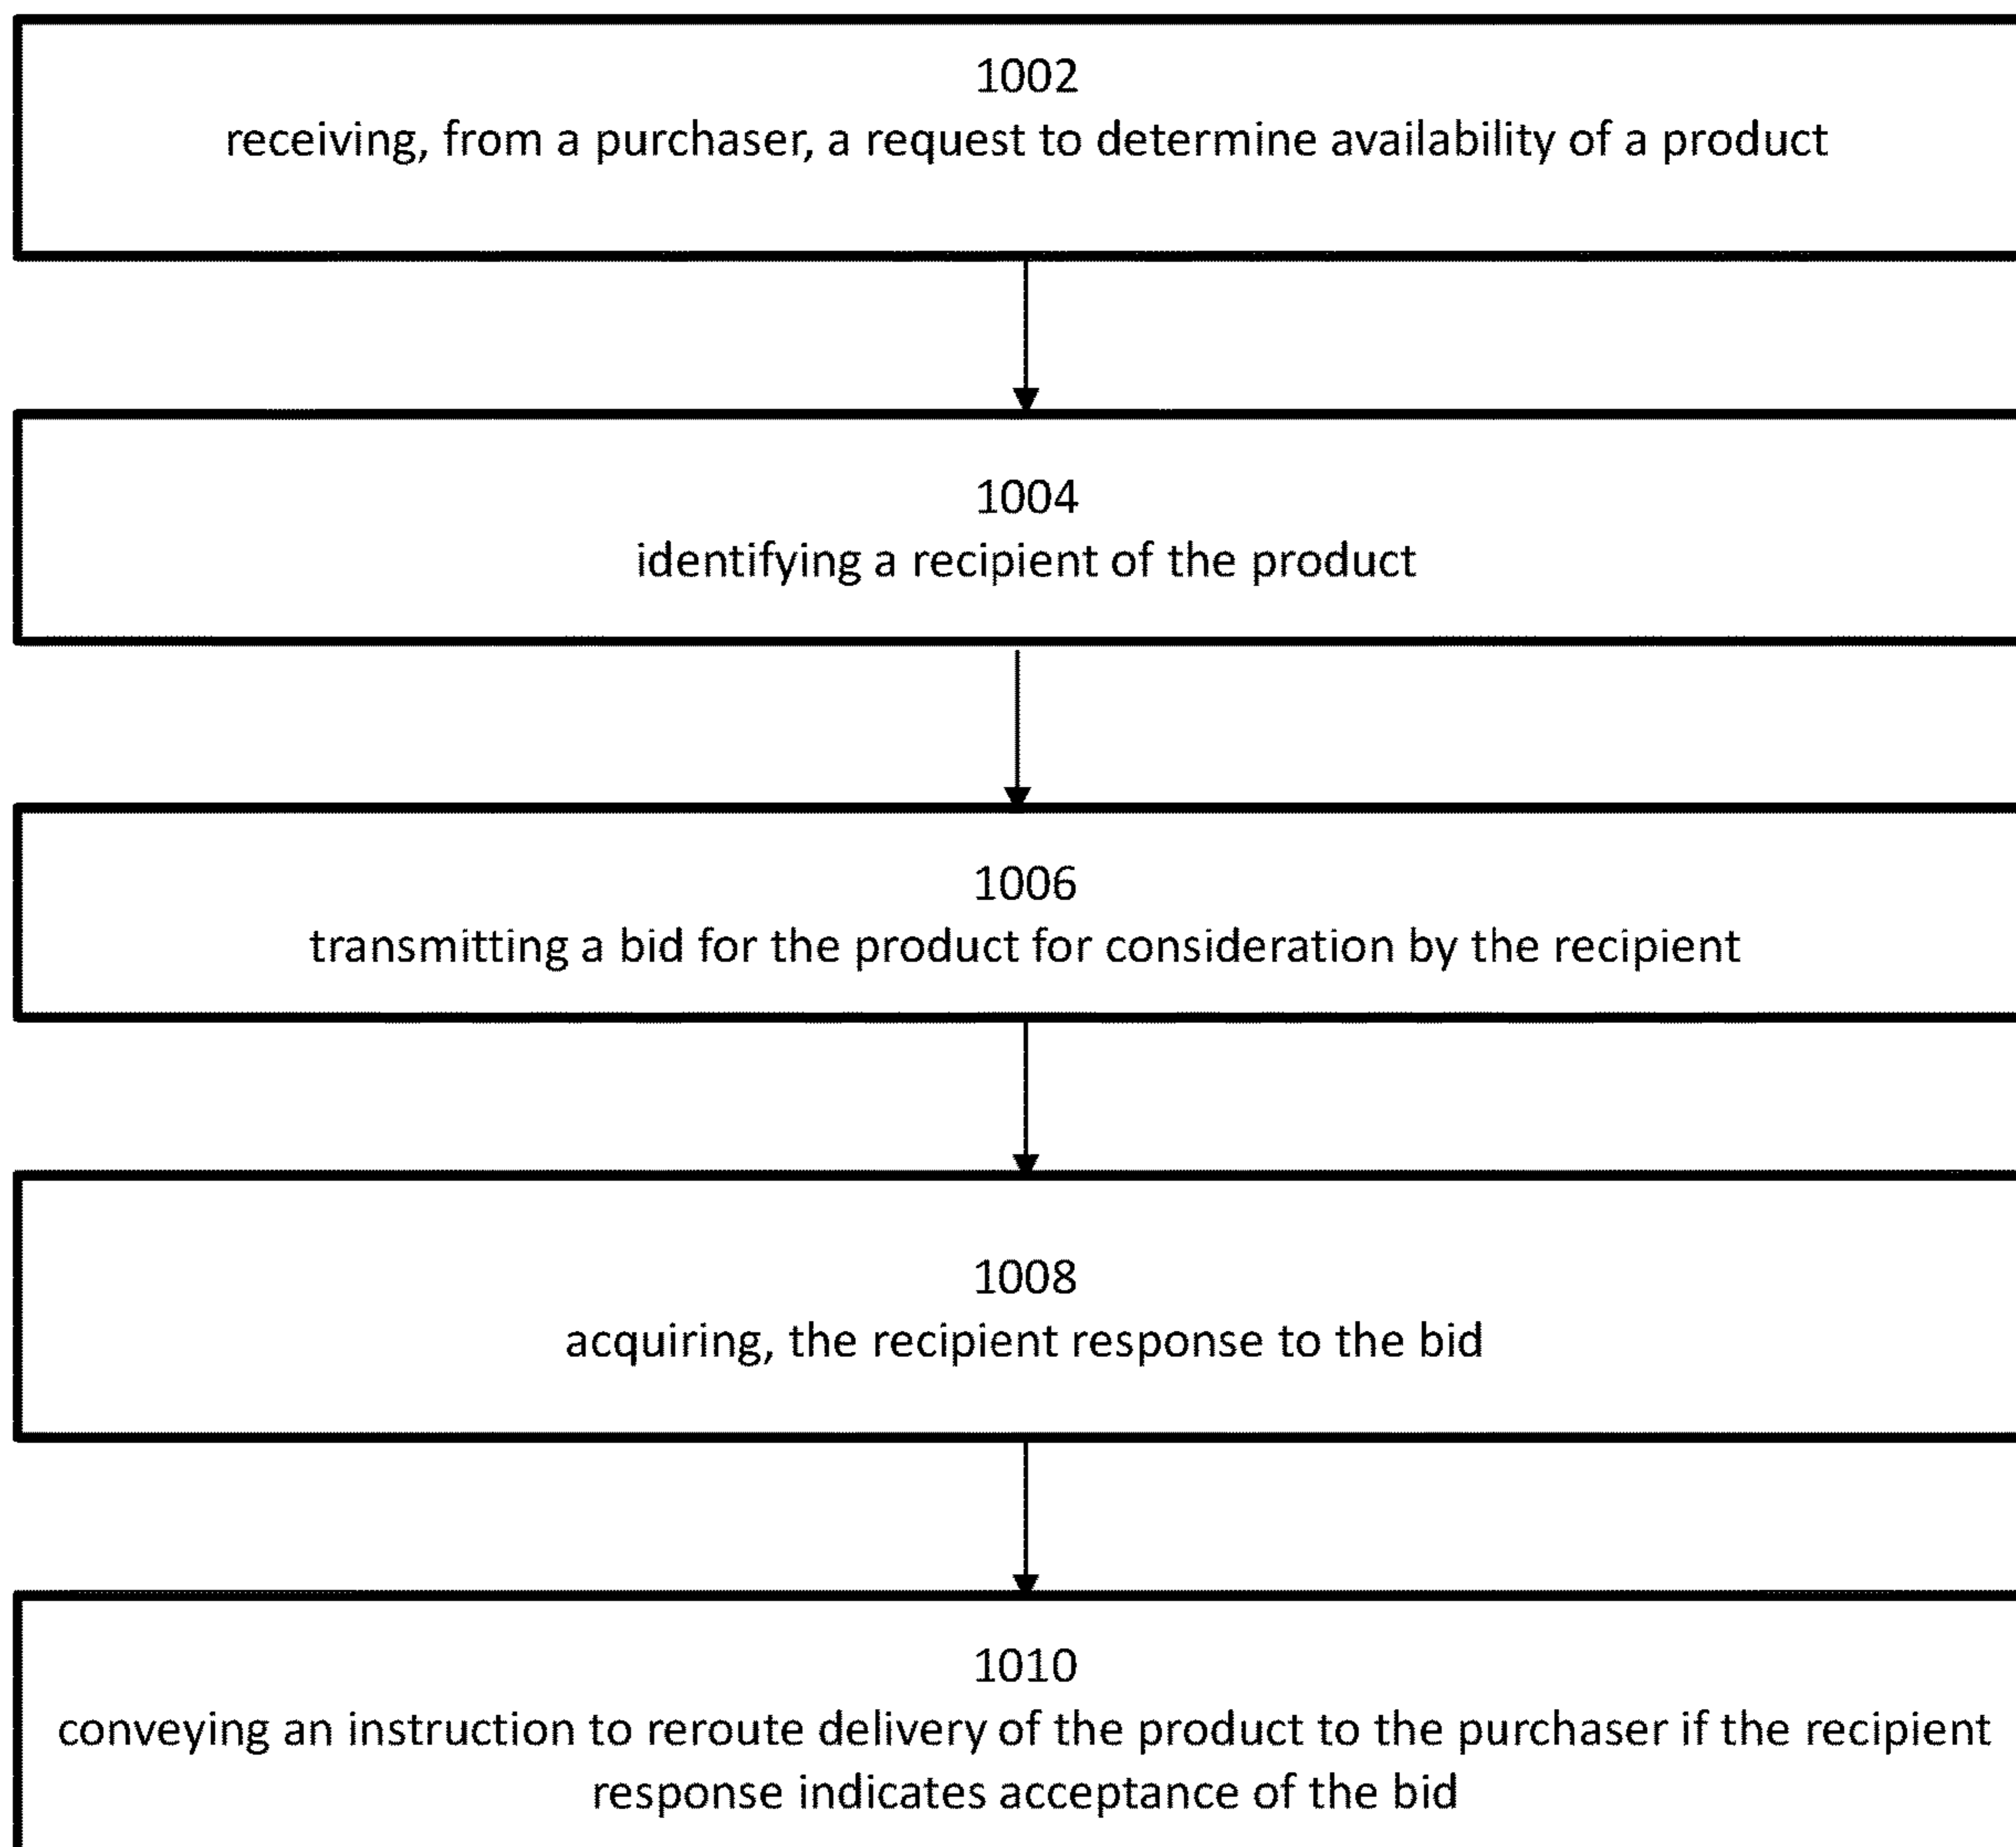 1002
receiving, from a purchaser, a request to determine availability of a product
1004
identifying a recipient of the product
1006
transmitting a bid for the product for consideration by the recipient
1008
acquiring, the recipient response to the bid
1010
conveying an instruction to reroute delivery of the product to the purchaser if the recipient
response indicates acceptance of the bid